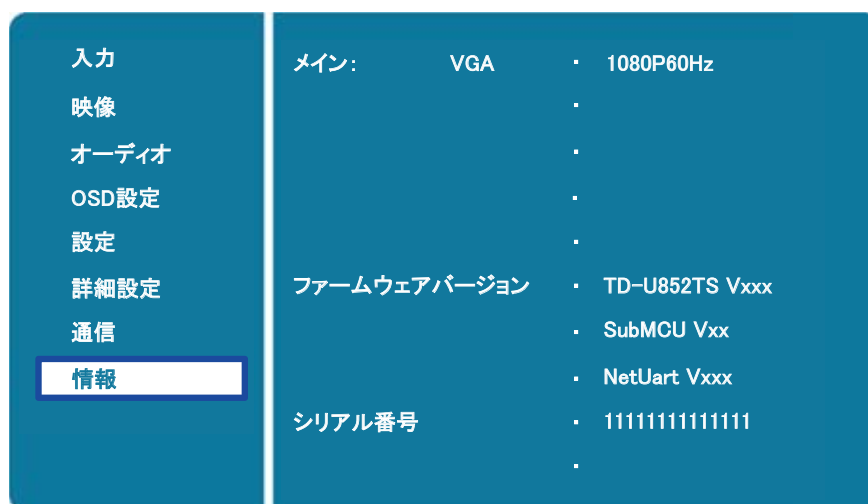 入力
映像
オーディオ
OSD設定
設定
詳細設定
通信
情報
メイン: VGA ・ 1080P60Hz
・
・
・
・
ファームウェアバージョン ・ TD-U852TS Vxxx
・ SubMCU Vxx
・ NetUart Vxxx
シリアル番号 ・ 11111111111111
・